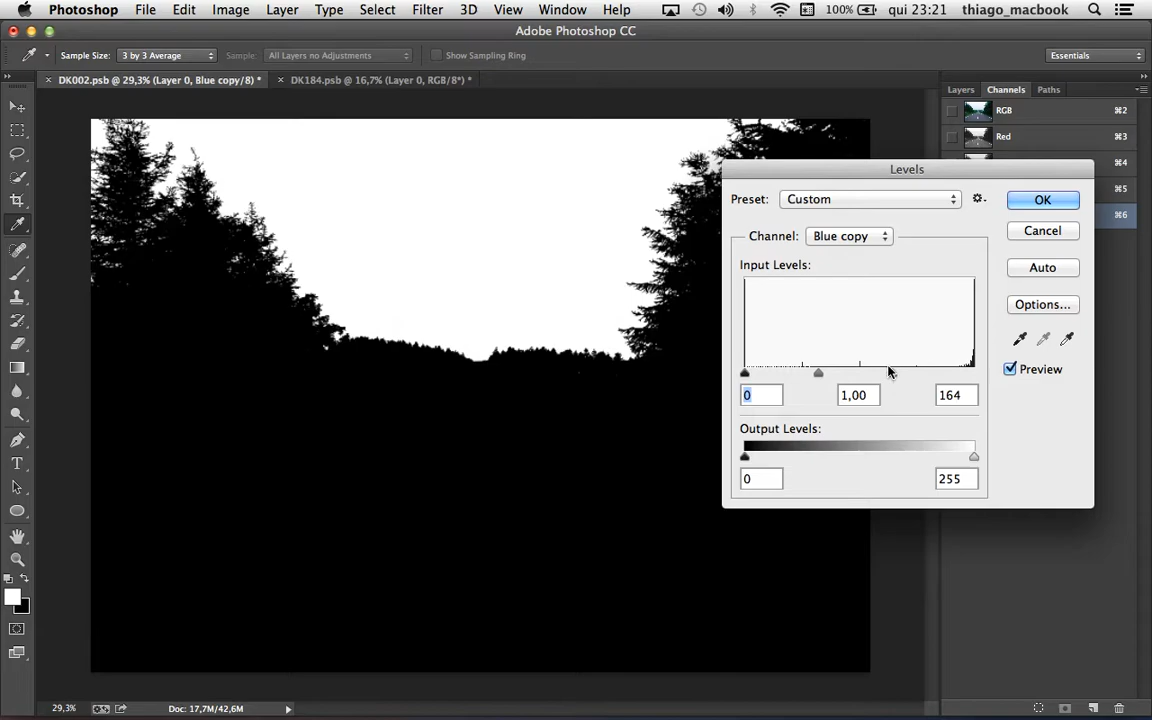 Photoshop File Edit Image Layer Type Select Filter 3D View Window Help 100% qui 23:21 thiago_macbook
Adobe Photoshop CC
Sample Size: 3 by 3 Average Sample: All Layers no Adjustments Show Sampling Ring Essentials
DK002.psb @ 29,3% (Layer 0, Blue copy/8) * DK184.psb @ 16,7% (Layer 0, RGB/8*) *
Layers Channels Paths
RGB ⌘2
Red ⌘3
⌘4
⌘5
⌘6
Levels
Preset: Custom
OK
Channel: Blue copy
Cancel
Input Levels:
Auto
Options...
Preview
0 1,00 164
Output Levels:
0 255
29,3% Doc: 17,7M/42,6M